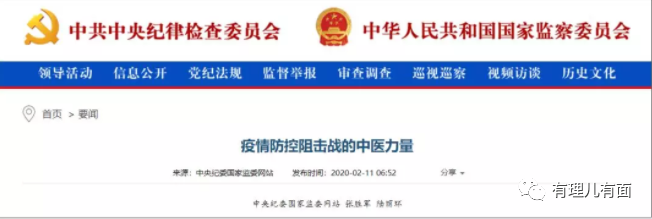 中共中央纪律检查委员会 中华人民共和国国家监察委员会
领导活动 信息公开 党纪法规 监督举报 审查调查 巡视巡察 视频访谈 历史文化
首页 > 要闻
疫情防控阻击战的中医力量
来源：中央纪委国家监委网站 发布时间：2020-02-11 06:52 分享
中央纪委国家监委网站 张胜军 陆丽环
有理儿有面